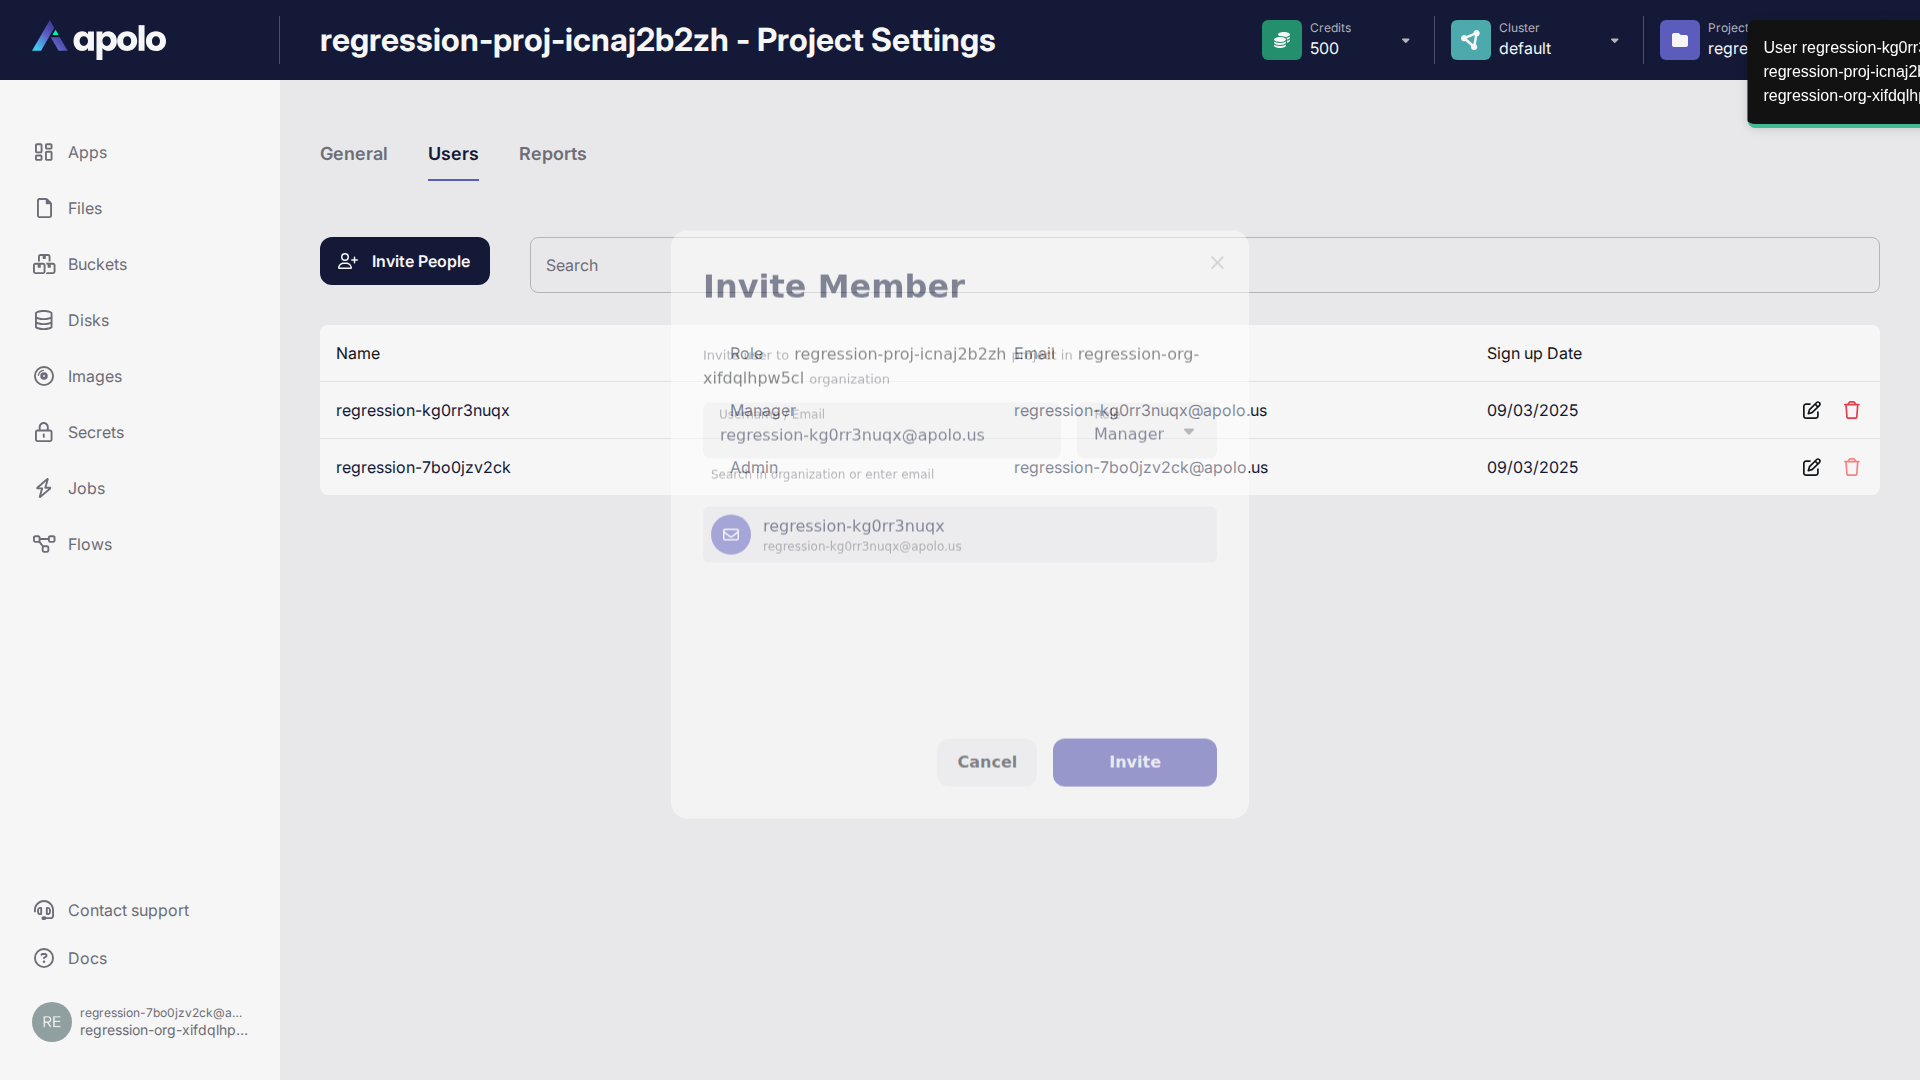 apolo
regression-proj-icnaj2b2zh - Project Settings
Credits
500
Cluster
default
Project
regre
User regression-kg0rr3
regression-proj-icnaj2b
regression-org-xifdqlhp
Apps
Files
Buckets
Disks
Images
Secrets
Jobs
Flows
Contact support
Docs
RE
regression-7bo0jzv2ck@a...
regression-org-xifdqlhp...
General
Users
Reports
Invite People
Search
Name
Role
Email
Sign up Date
regression-kg0rr3nuqx
Manager
regression-kg0rr3nuqx@apolo.us
09/03/2025
regression-7bo0jzv2ck
Admin
regression-7bo0jzv2ck@apolo.us
09/03/2025
Invite Member
Invite user to regression-proj-icnaj2b2zh project in regression-org-
xifdqlhpw5cl organization
Username / Email
regression-kg0rr3nuqx@apolo.us
Manager
Search in organization or enter email
regression-kg0rr3nuqx
regression-kg0rr3nuqx@apolo.us
Cancel
Invite